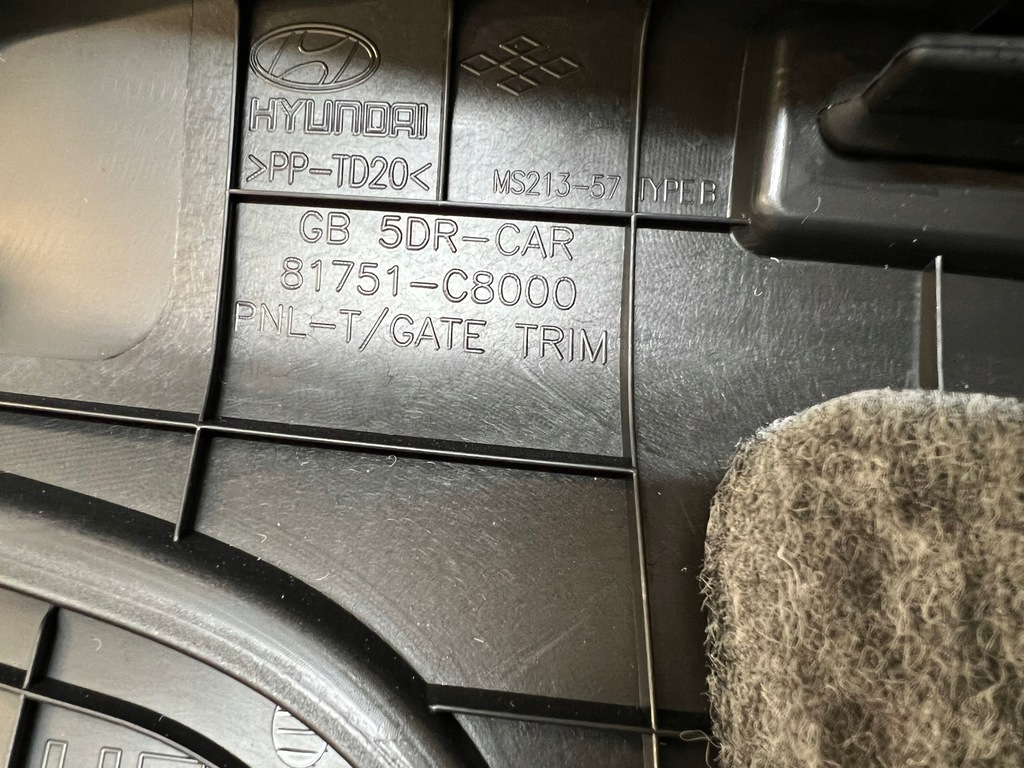 HYUNDAI
>PP-TD20<
MS213-57 TYPE B
GB 5DR-CAR
81751-C8000
PNL-T/GATE TRIM